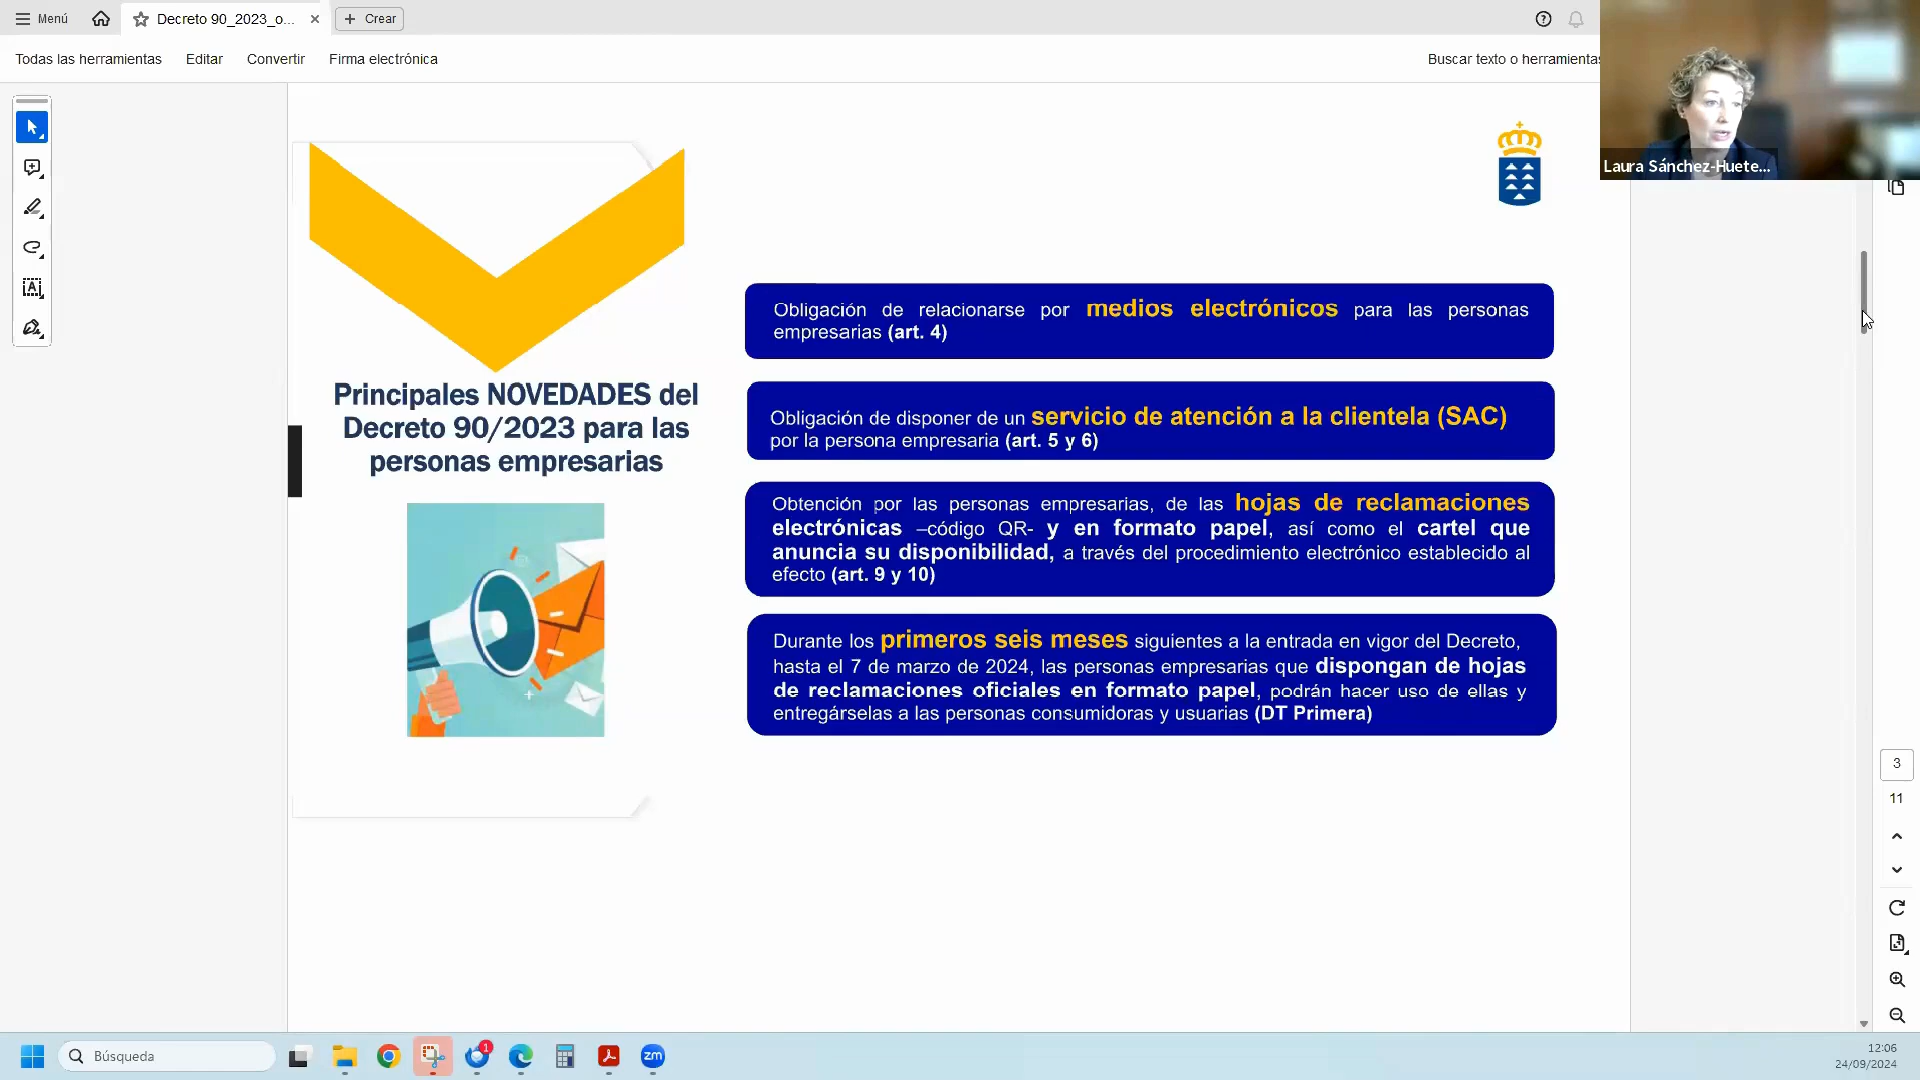 Menú
Decreto 90_2023_o...
Crear
Todas las herramientas
Editar
Convertir
Firma electrónica
Buscar texto o herramientas
Laura Sánchez-Huete...
Principales NOVEDADES del
Decreto 90/2023 para las
personas empresarias
Obligación de relacionarse por medios electrónicos para las personas
empresarias (art. 4)
Obligación de disponer de un servicio de atención a la clientela (SAC)
por la persona empresaria (art. 5 y 6)
Obtención por las personas empresarias, de las hojas de reclamaciones
electrónicas –código QR- y en formato papel, así como el cartel que
anuncia su disponibilidad, a través del procedimiento electrónico establecido al
efecto (art. 9 y 10)
Durante los primeros seis meses siguientes a la entrada en vigor del Decreto,
hasta el 7 de marzo de 2024, las personas empresarias que dispongan de hojas
de reclamaciones oficiales en formato papel, podrán hacer uso de ellas y
entregárselas a las personas consumidoras y usuarias (DT Primera)
3
11
Búsqueda
1
zm
12:06
24/09/2024